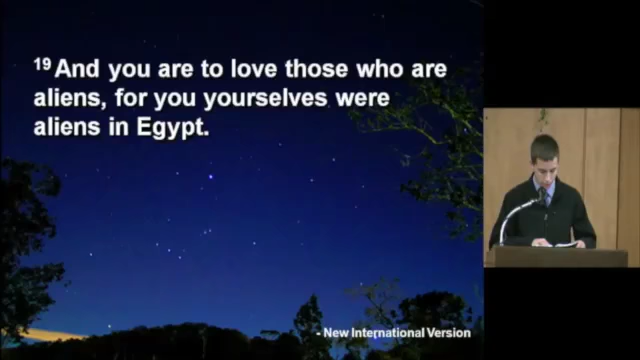 19 And you are to love those who are
aliens, for you yourselves were
aliens in Egypt.
- New International Version